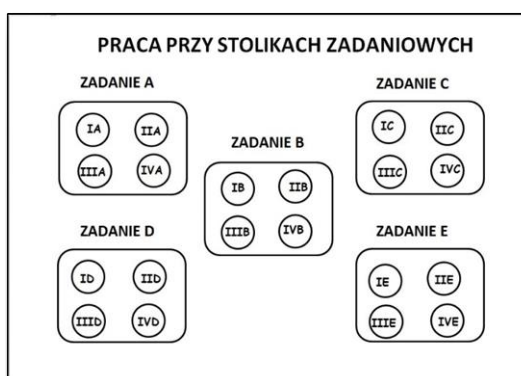 PRACA PRZY STOLIKACH ZADANIOWYCH
ZADANIE A
IA IIA
IIIA IVA
ZADANIE B
IB IIB
IIIB IVB
ZADANIE C
IC IIC
IIIC IVC
ZADANIE D
ID IID
IIID IVD
ZADANIE E
IE IIE
IIIE IVE